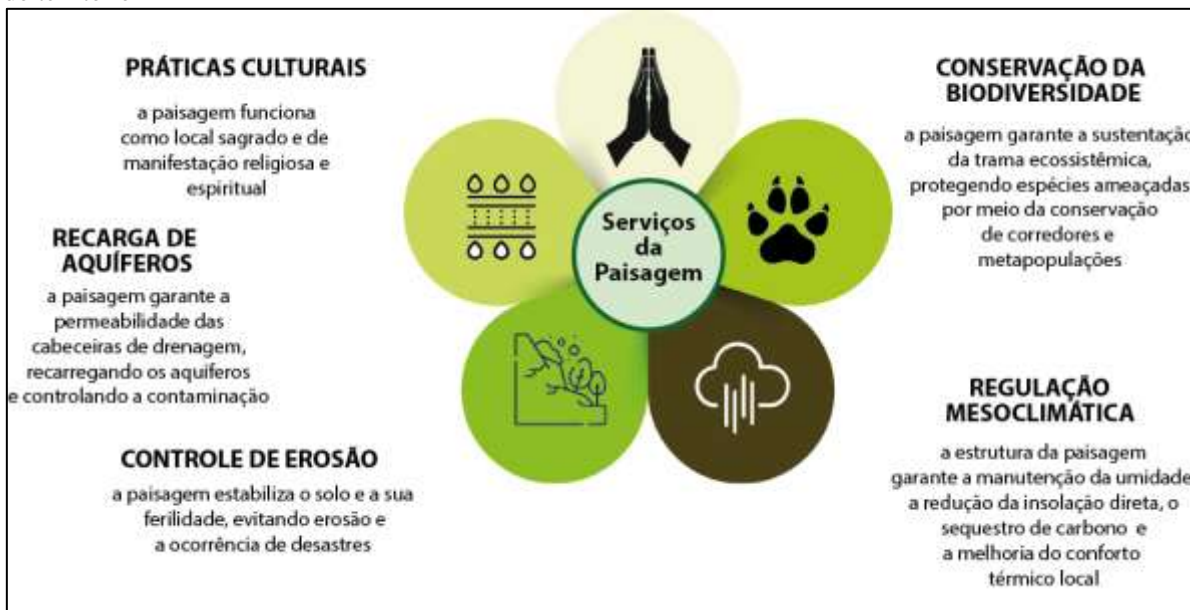 PRÁTICAS CULTURAIS
a paisagem funciona
como local sagrado e de
manifestação religiosa e
espiritual
RECARGA DE
AQUÍFEROS
a paisagem garante a
permeabilidade das
cabeceiras de drenagem,
recarregando os aquíferos
e controlando a contaminação
CONTROLE DE EROSÃO
a paisagem estabiliza o solo e a sua
ferilidade, evitando erosão e
a ocorrência de desastres
Serviços
da
Paisagem
CONSERVAÇÃO DA
BIODIVERSIDADE
a paisagem garante a sustentação
da trama ecossistêmica,
protegendo espécies ameaçadas
por meio da conservação
de corredores e
metapopulações
REGULAÇÃO
MESOCLIMÁTICA
a estrutura da paisagem
garante a manutenção da umidade
a redução da insolação direta, o
sequestro de carbono e
a melhoria do conforto
térmico local